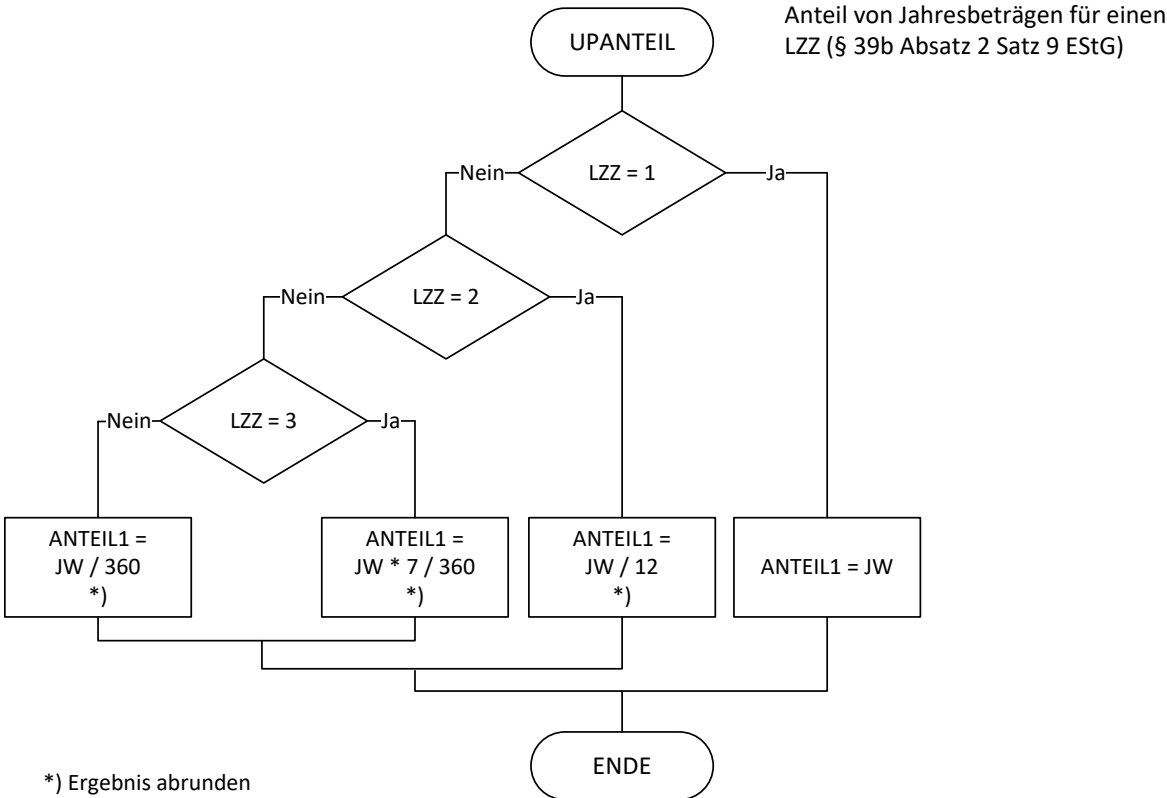 UPANTEIL
Anteil von Jahresbeträgen für einen
LZZ (§ 39b Absatz 2 Satz 9 EStG)
Nein
LZZ = 1
Ja
Nein
LZZ = 2
Ja
Nein
LZZ = 3
Ja
ANTEIL1 =
JW / 360
*)
ANTEIL1 =
JW * 7 / 360
*)
ANTEIL1 =
JW / 12
*)
ANTEIL1 = JW
ENDE
*) Ergebnis abrunden